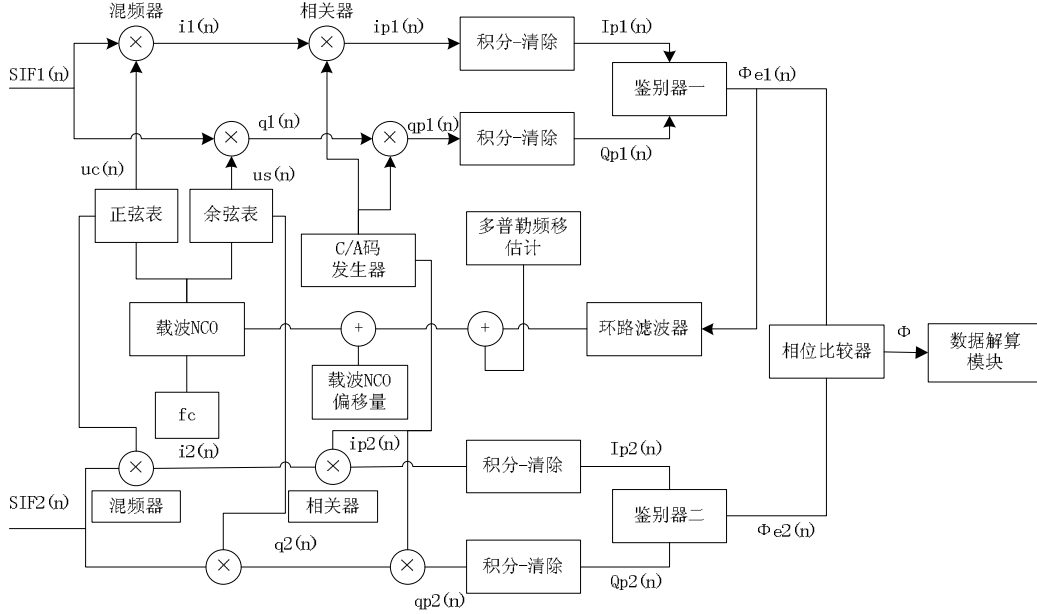 混频器
i1(n)
相关器
ip1(n)
积分-清除
Ip1(n)
SIF1(n)
鉴别器一
Φe1(n)
q1(n)
qp1(n)
积分-清除
Qp1(n)
uc(n)
us(n)
正弦表
余弦表
C/A码
发生器
多普勒频移
估计
载波NCO
+
+
环路滤波器
相位比较器
Φ
数据解算
模块
载波NCO
偏移量
fc
i2(n)
ip2(n)
积分-清除
Ip2(n)
SIF2(n)
混频器
相关器
鉴别器二
Φe2(n)
q2(n)
qp2(n)
积分-清除
Qp2(n)